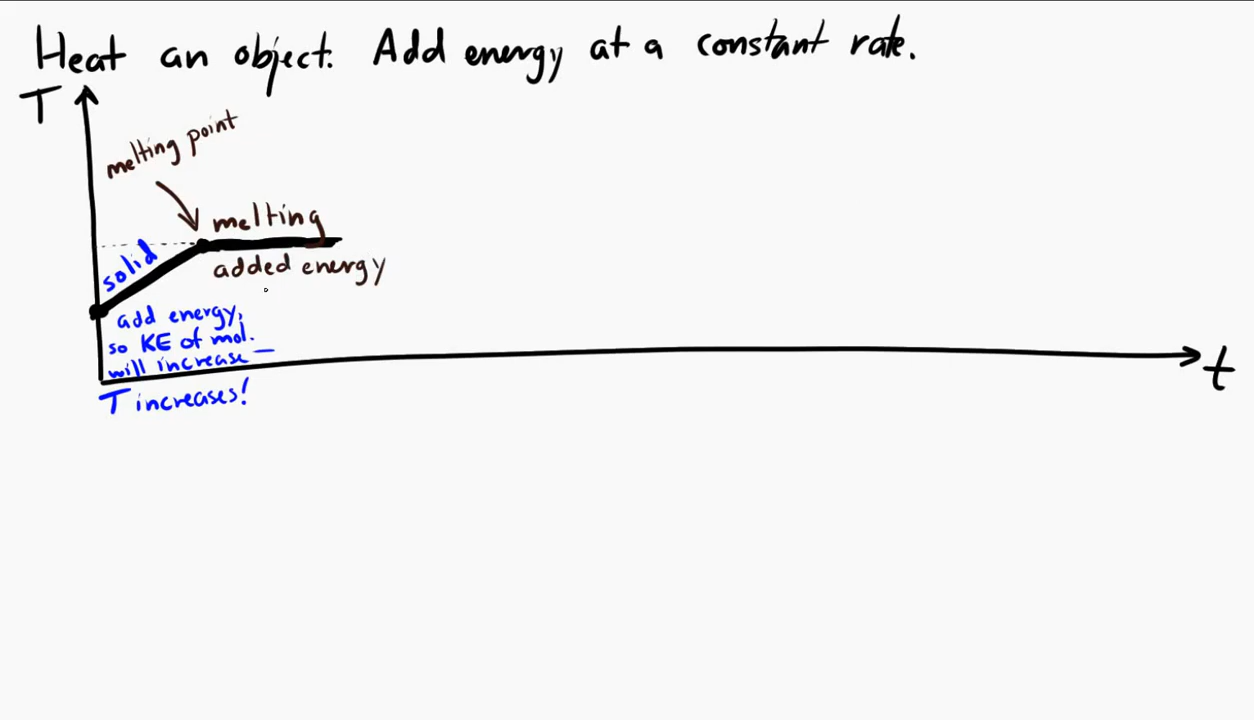 Heat an object. Add energy at a constant rate.
T
melting point
melting
solid
added energy
add energy,
so KE of mol.
will increase —
T increases!
t